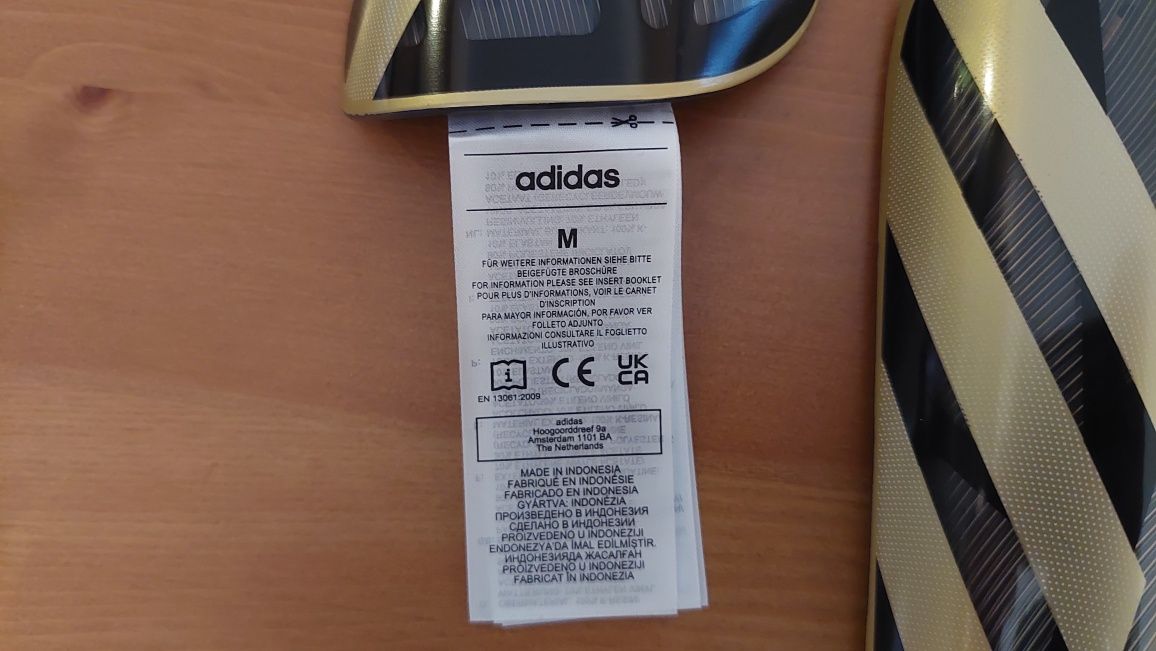 adidas
M
FÜR WEITERE INFORMATIONEN SIEHE BITTE
BEIGEFÜGTE BROSCHÜRE
FOR INFORMATION PLEASE SEE INSERT BOOKLET
POUR PLUS D'INFORMATIONS, VOIR LE CARNET
D'INSCRIPTION
PARA MAYOR INFORMACIÓN, POR FAVOR VER
FOLLETO ADJUNTO
INFORMAZIONI CONSULTARE IL FOGLIETTO
ILLUSTRATIVO
i CE UK CA
EN 13061:2009
adidas
Hoogoorddreef 9a
Amsterdam 1101 BA
The Netherlands
MADE IN INDONESIA
FABRIQUÉ EN INDONÉSIE
FABRICADO EN INDONESIA
GYÁRTVA: INDONÉZIA
ПРОИЗВЕДЕНО В ИНДОНЕЗИЯ
СДЕЛАНО В ИНДОНЕЗИИ
PROIZVEDENO U INDONEZIJI
ENDONEZYA'DA İMAL EDİLMİŞTİR.
ИНДОНЕЗИЯДА ЖАСАЛҒАН
PROIZVEDENO U INDONEZIJI
FABRICAT ÎN INDONEZIA